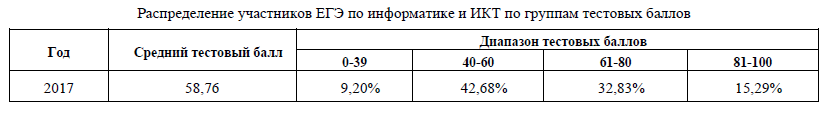 Распределение участников ЕГЭ по информатике и ИКТ по группам тестовых баллов
Год Средний тестовый балл Диапазон тестовых баллов
0-39 40-60 61-80 81-100
2017 58,76 9,20% 42,68% 32,83% 15,29%